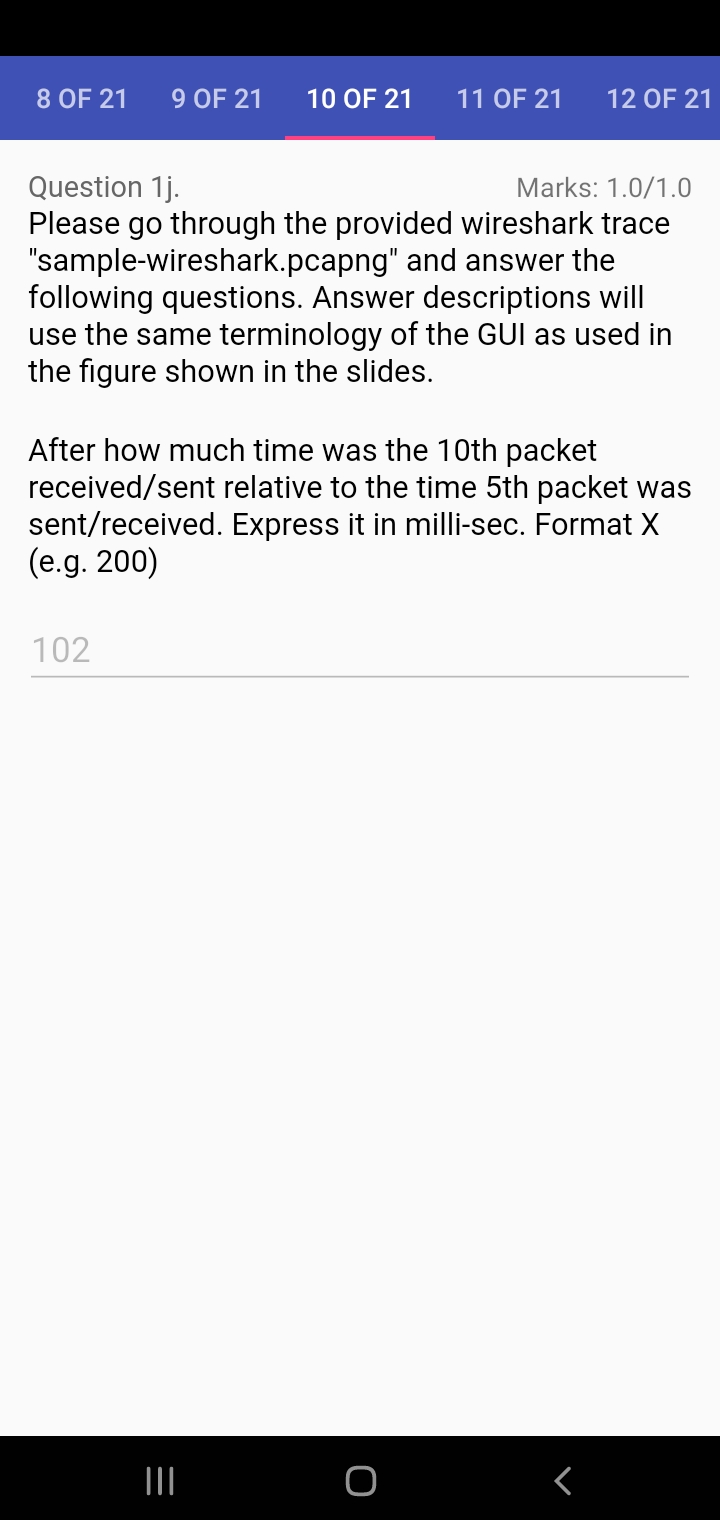 8 OF 21 9 OF 21 10 OF 21 11 OF 21 12 OF 21
Question 1j. Marks: 1.0/1.0
Please go through the provided wireshark trace
"sample-wireshark.pcapng" and answer the
following questions. Answer descriptions will
use the same terminology of the GUI as used in
the figure shown in the slides.
After how much time was the 10th packet
received/sent relative to the time 5th packet was
sent/received. Express it in milli-sec. Format X
(e.g. 200)
102